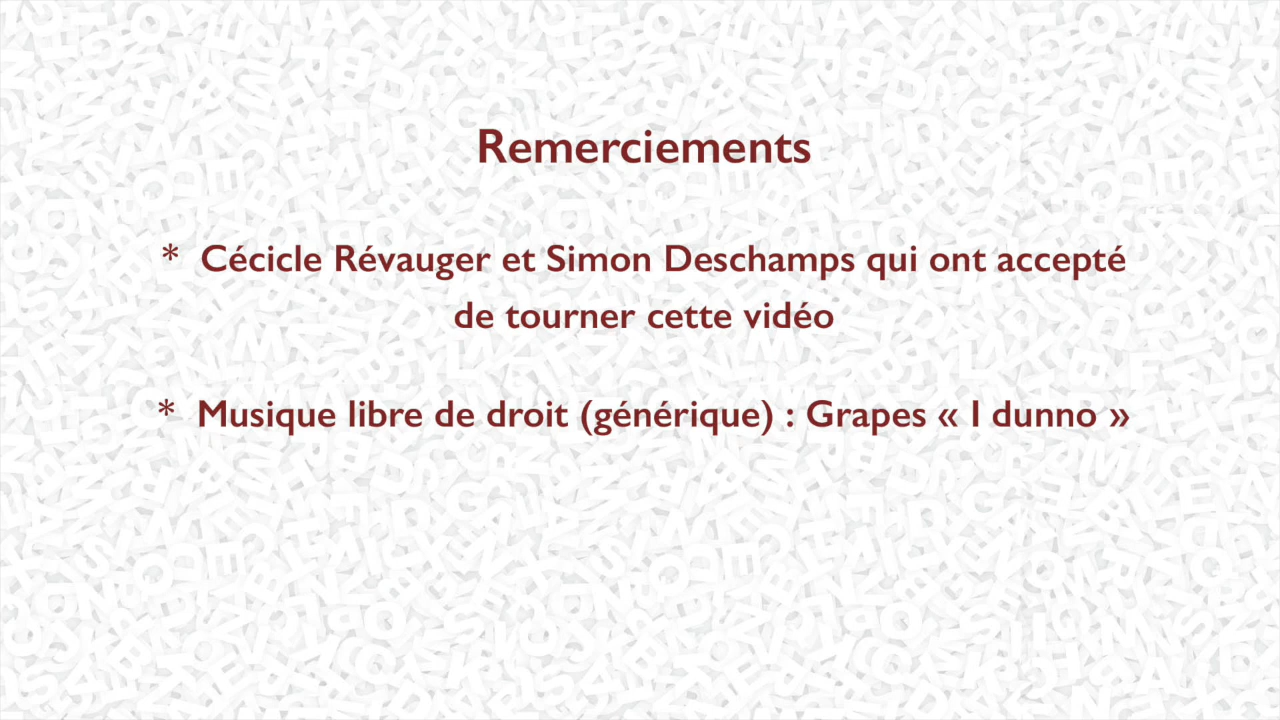 Remerciements
* Cécicle Révauger et Simon Deschamps qui ont accepté
de tourner cette vidéo
* Musique libre de droit (générique) : Grapes « I dunno »